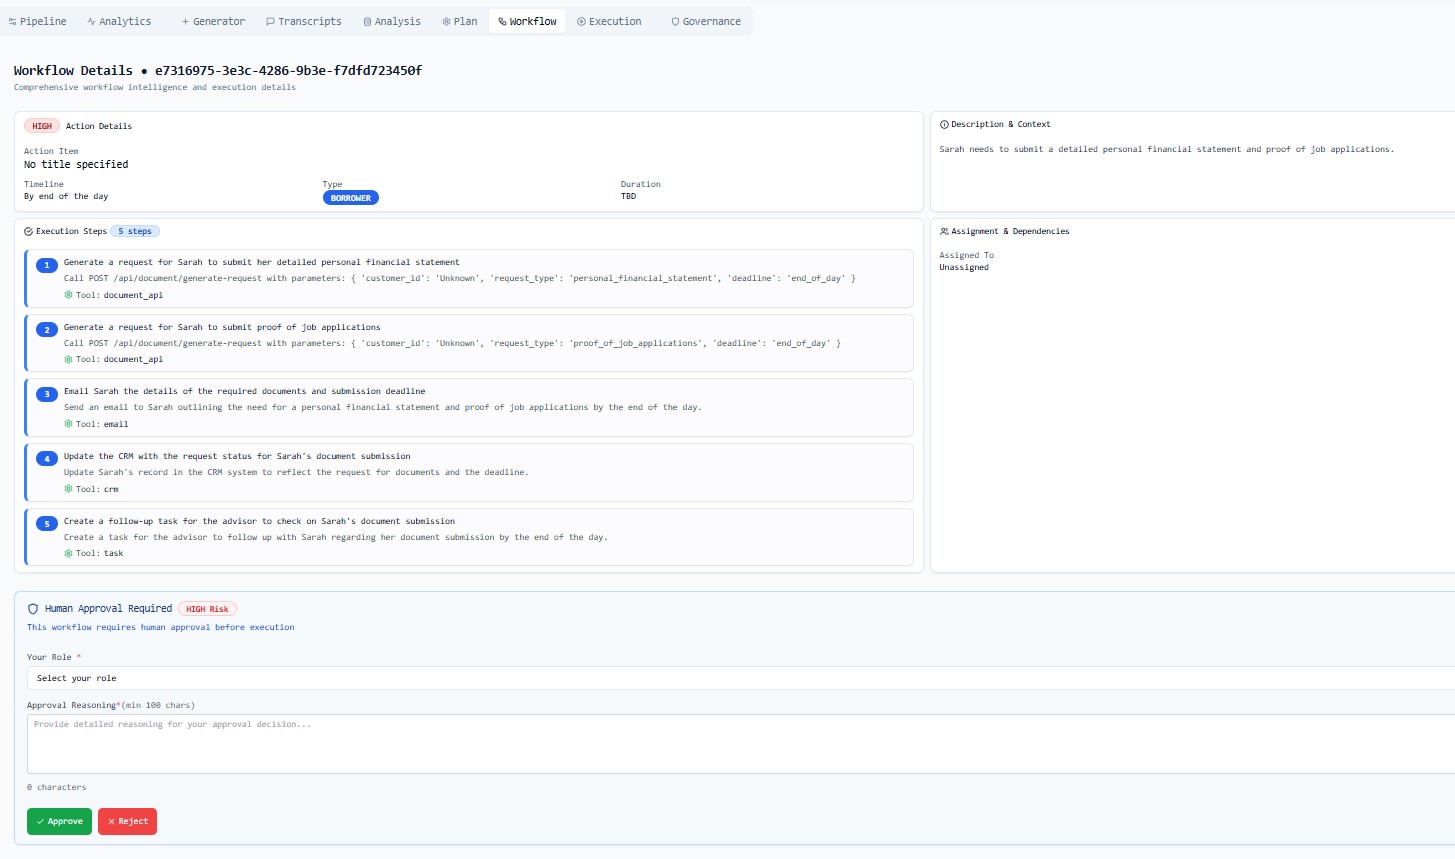 Pipeline Analytics Generator Transcripts Analysis Plan Workflow Execution Governance
Workflow Details • e7316975-3e3c-4286-9b3e-f7dfd723450f
Comprehensive workflow intelligence and execution details
HIGH Action Details
Action Item
No title specified
Timeline Type Duration
By end of the day BORROWER TBD
Description & Context
Sarah needs to submit a detailed personal financial statement and proof of job applications.
Execution Steps 5 steps
1 Generate a request for Sarah to submit her detailed personal financial statement
Call POST /api/document/generate-request with parameters: { 'customer_id': 'Unknown', 'request_type': 'personal_financial_statement', 'deadline': 'end_of_day' }
Tool: document_api
2 Generate a request for Sarah to submit proof of job applications
Call POST /api/document/generate-request with parameters: { 'customer_id': 'Unknown', 'request_type': 'proof_of_job_applications', 'deadline': 'end_of_day' }
Tool: document_api
3 Email Sarah the details of the required documents and submission deadline
Send an email to Sarah outlining the need for a personal financial statement and proof of job applications by the end of the day.
Tool: email
4 Update the CRM with the request status for Sarah's document submission
Update Sarah's record in the CRM system to reflect the request for documents and the deadline.
Tool: crm
5 Create a follow-up task for the advisor to check on Sarah's document submission
Create a task for the advisor to follow up with Sarah regarding her document submission by the end of the day.
Tool: task
Assignment & Dependencies
Assigned To
Unassigned
Human Approval Required HIGH Risk
This workflow requires human approval before execution
Your Role *
Select your role
Approval Reasoning*(min 100 chars)
Provide detailed reasoning for your approval decision...
0 characters
Approve Reject